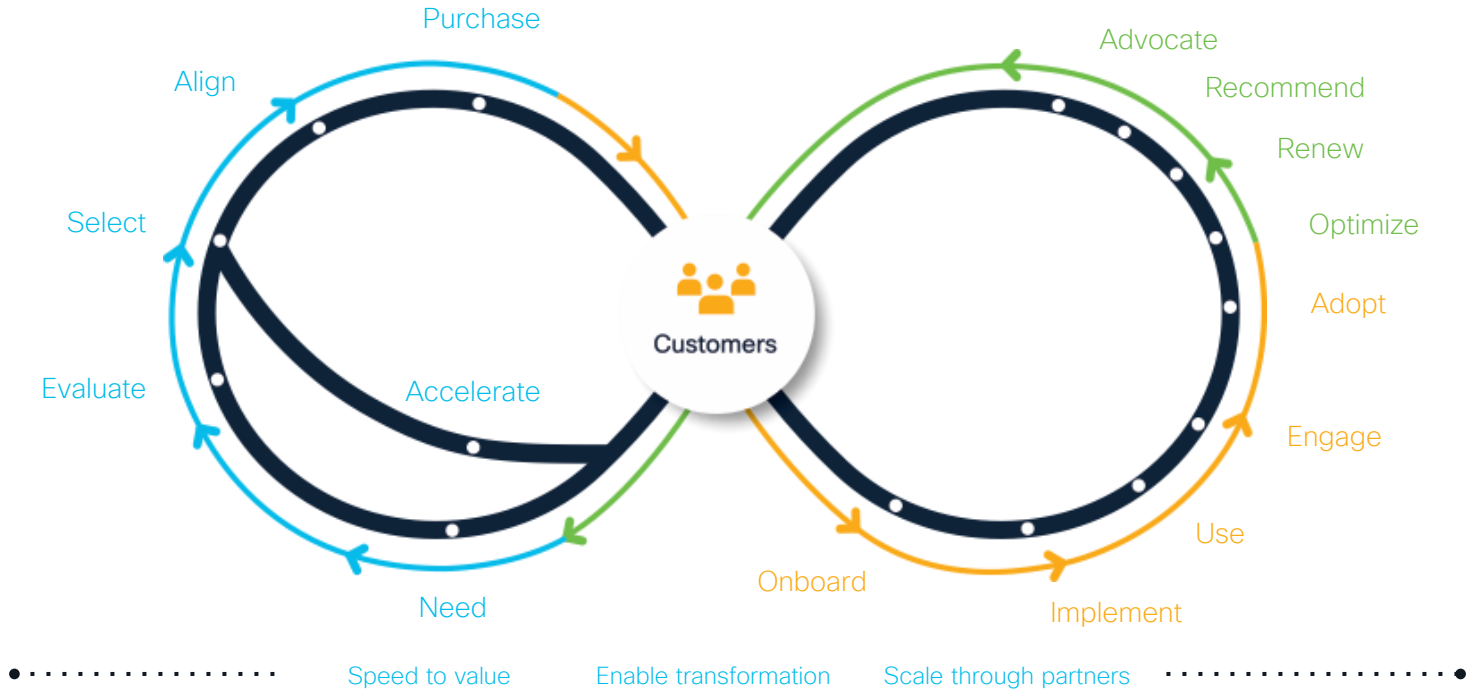 Purchase
Align
Select
Evaluate
Accelerate
Need
Customers
Advocate
Recommend
Renew
Optimize
Adopt
Engage
Use
Implement
Onboard
Speed to value
Enable transformation
Scale through partners